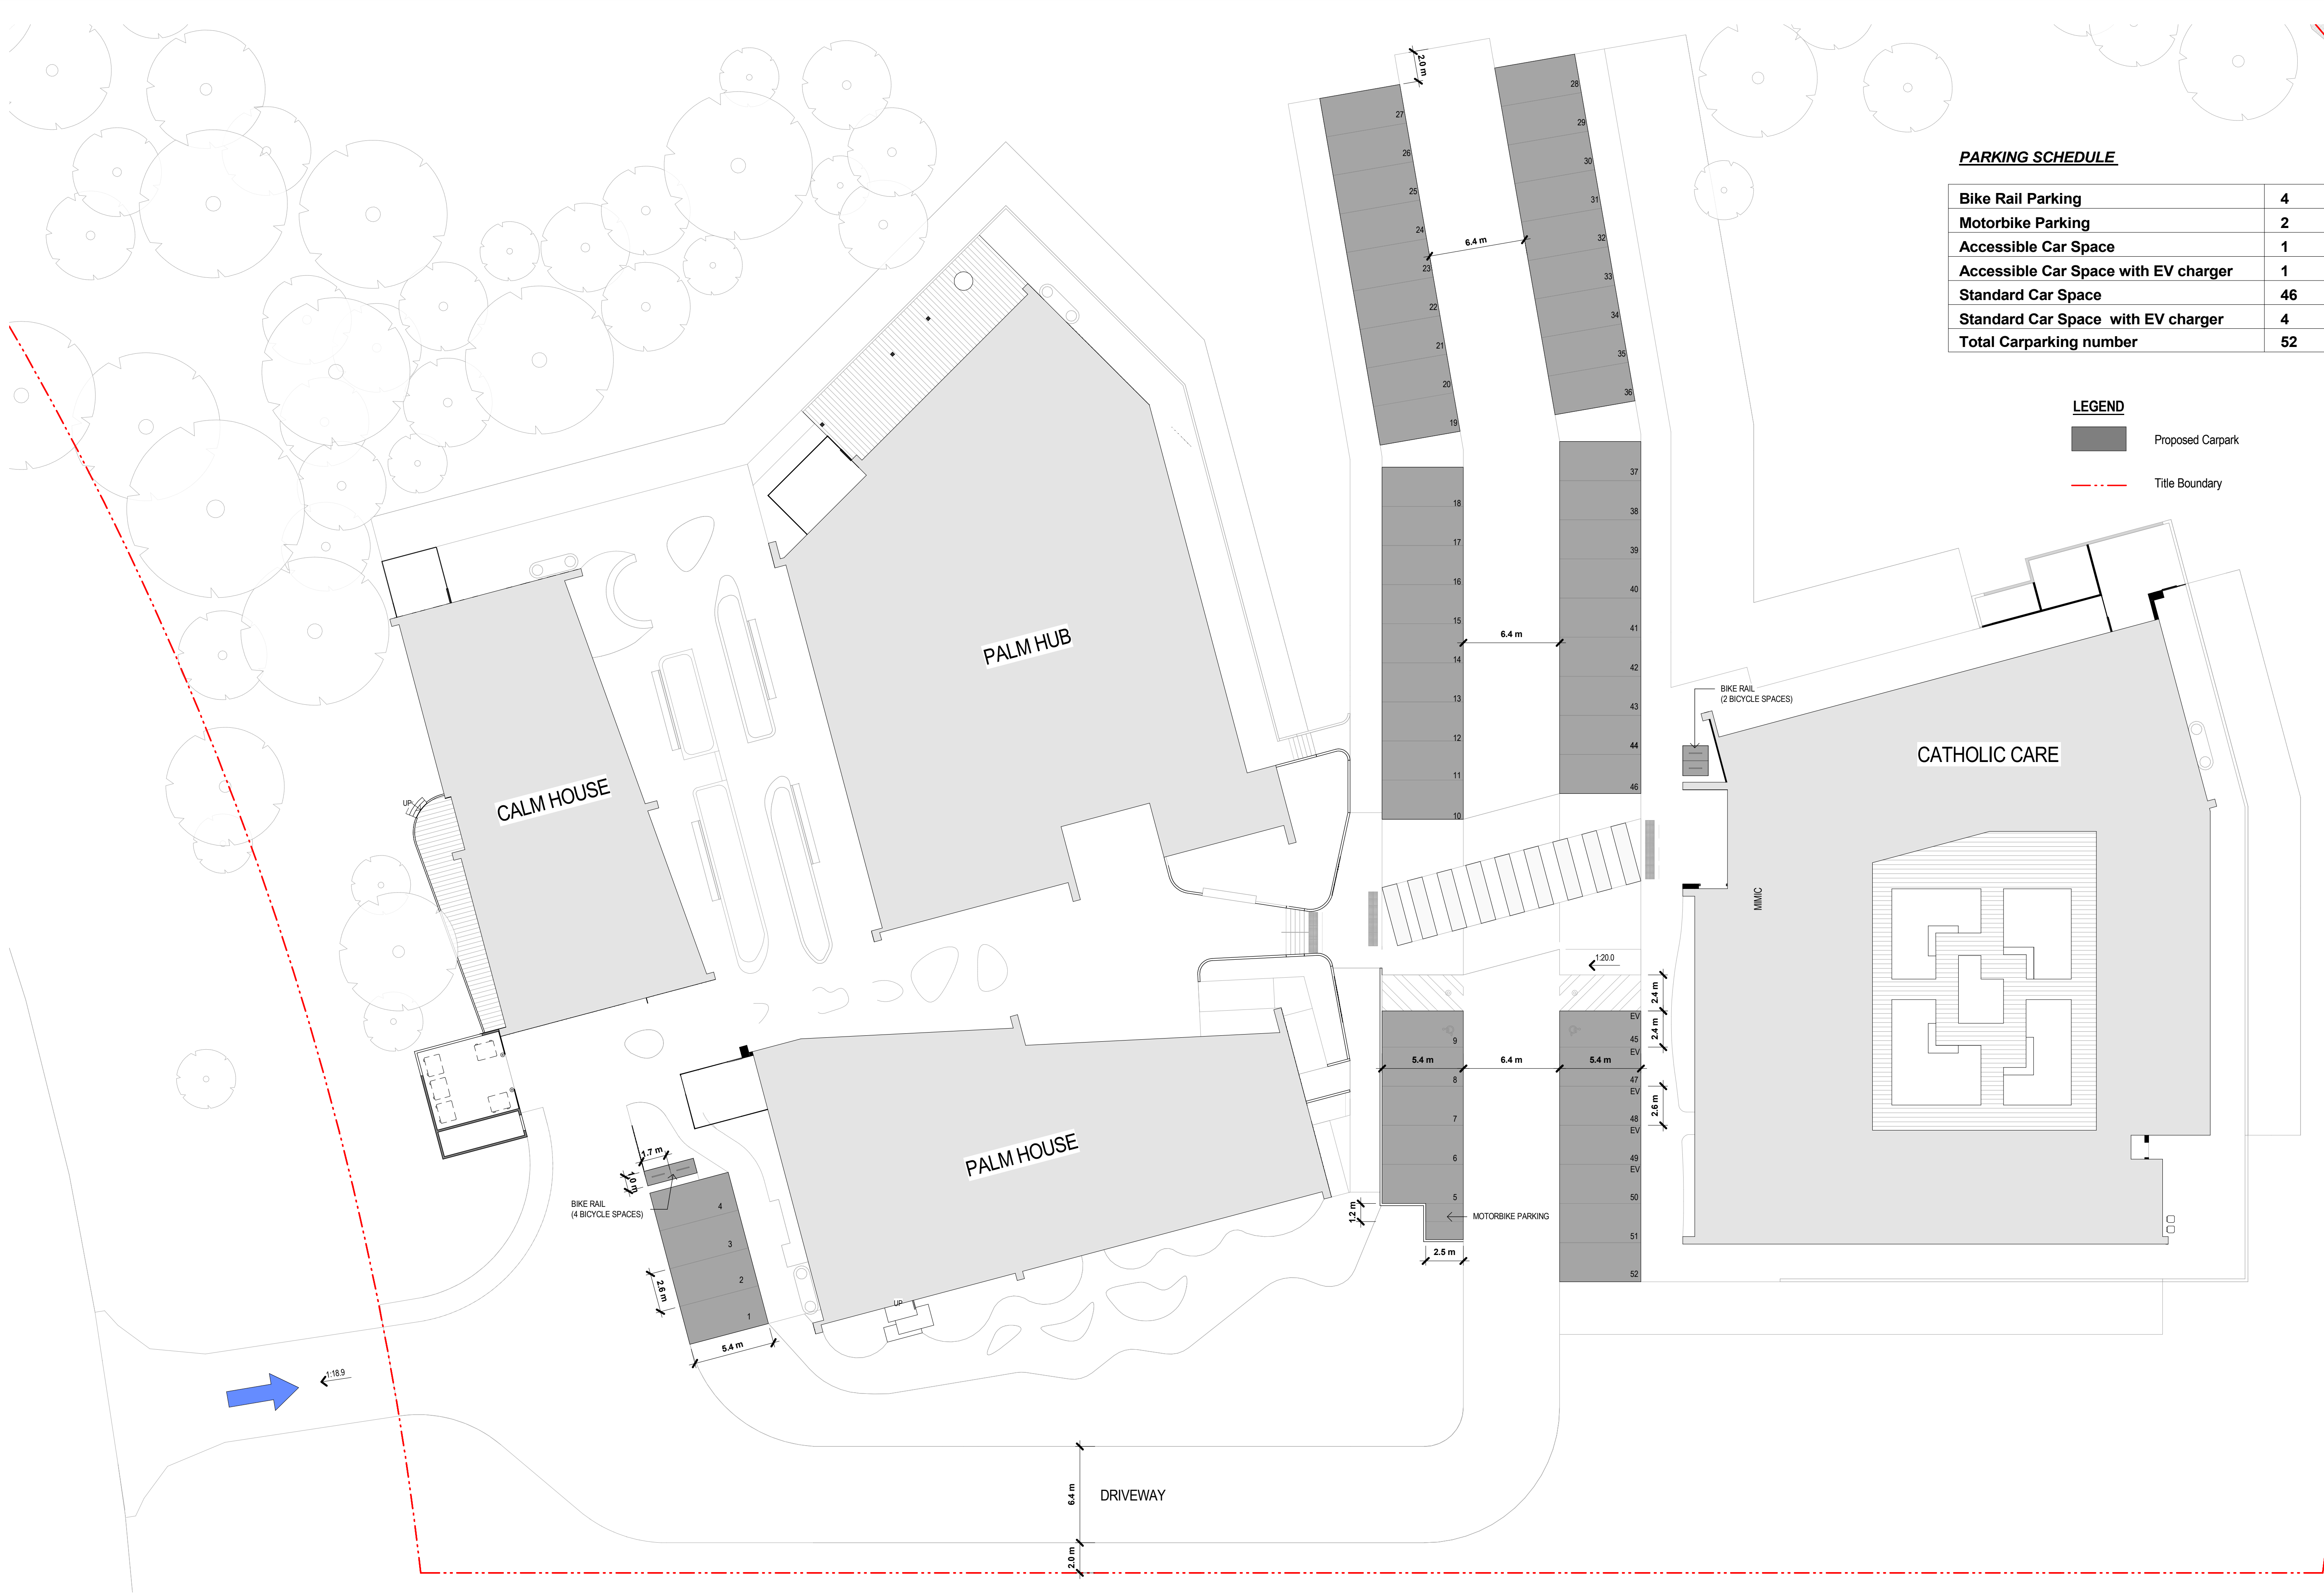 2.0 m
28
27
29
26
30
25
31
24
32
6.4 m
23
33
22
34
21
35
20
36
19
PARKING SCHEDULE
Bike Rail Parking 4
Motorbike Parking 2
Accessible Car Space 1
Accessible Car Space with EV charger 1
Standard Car Space 46
Standard Car Space with EV charger 4
Total Carparking number 52
LEGEND
Proposed Carpark
Title Boundary
18
37
17
38
16
39
15
40
14
41
6.4 m
13
42
12
43
11
44
10
46
PALM HUB
CALM HOUSE
UP
BIKE RAIL
(2 BICYCLE SPACES)
CATHOLIC CARE
MIMIC
1:20.0
2.4 m
2.4 m
EV
9
45
EV
5.4 m
6.4 m
5.4 m
8
47
EV
2.6 m
7
48
EV
6
49
EV
5
50
1.2 m
MOTORBIKE PARKING
51
2.5 m
52
PALM HOUSE
1.7 m
1.0 m
BIKE RAIL
(4 BICYCLE SPACES)
4
3
2
2.6 m
1
UP
5.4 m
1:18.9
6.4 m
DRIVEWAY
2.0 m